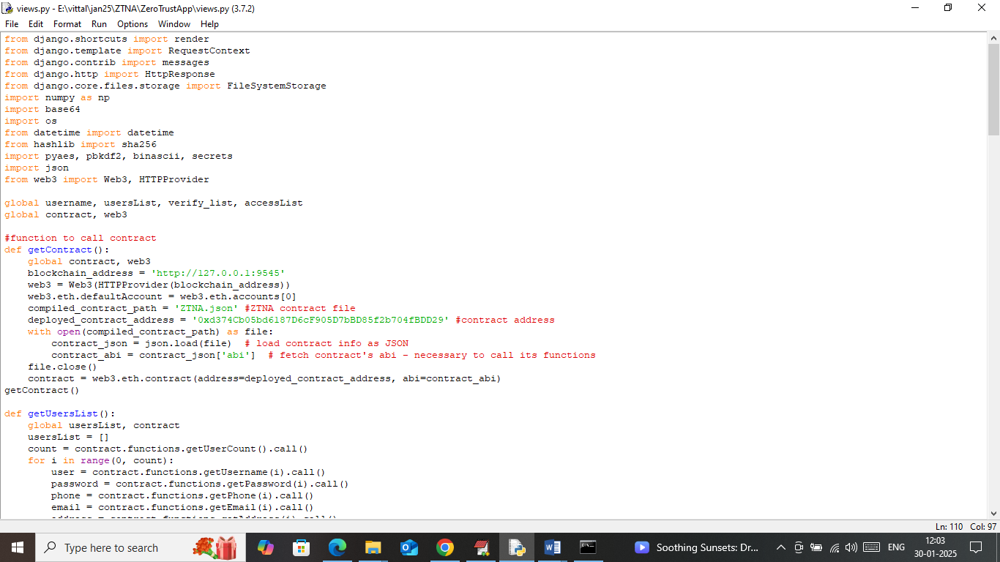 views.py - E:\vittal\jan25\ZTNA\ZeroTrustApp\views.py (3.7.2)
File Edit Format Run Options Window Help
from django.shortcuts import render
from django.template import RequestContext
from django.contrib import messages
from django.http import HttpResponse
from django.core.files.storage import FileSystemStorage
import numpy as np
import base64
import os
from datetime import datetime
from hashlib import sha256
import pyaes, pbkdf2, binascii, secrets
import json
from web3 import Web3, HTTPProvider
global username, usersList, verify_list, accessList
global contract, web3
#function to call contract
def getContract():
    global contract, web3
    blockchain_address = 'http://127.0.0.1:9545'
    web3 = Web3(HTTPProvider(blockchain_address))
    web3.eth.defaultAccount = web3.eth.accounts[0]
    compiled_contract_path = 'ZTNA.json' #ZTNA contract file
    deployed_contract_address = '0xd374Cb05bd6187D6cF905D7bBD85f2b704fBDD29' #contract address
    with open(compiled_contract_path) as file:
        contract_json = json.load(file)  # load contract info as JSON
        contract_abi = contract_json['abi']  # fetch contract's abi - necessary to call its functions
    file.close()
    contract = web3.eth.contract(address=deployed_contract_address, abi=contract_abi)
getContract()
def getUsersList():
    global usersList, contract
    usersList = []
    count = contract.functions.getUserCount().call()
    for i in range(0, count):
        user = contract.functions.getUsername(i).call()
        password = contract.functions.getPassword(i).call()
        phone = contract.functions.getPhone(i).call()
        email = contract.functions.getEmail(i).call()
        address = contract.functions.getAddress(i).call()
Ln: 110 Col: 97
Type here to search
Soothing Sunsets: Dr...
ENG
12:03
30-01-2025